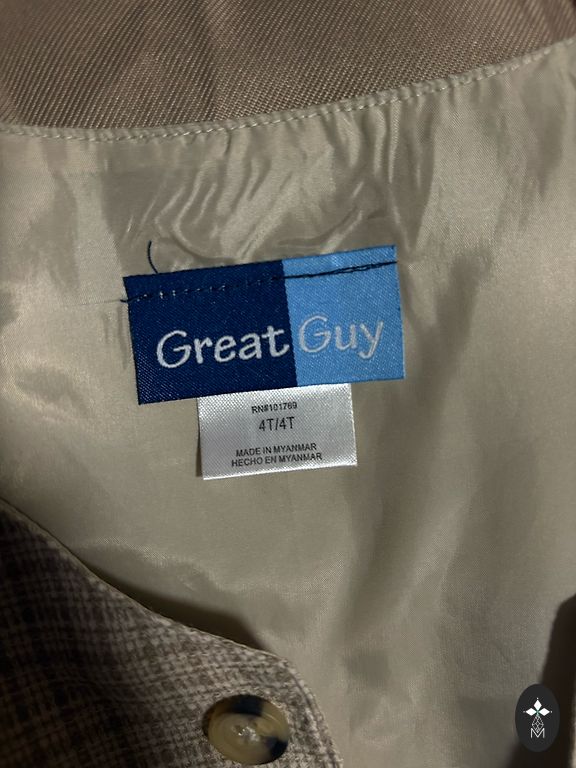 Great Guy
RN#101769
4T/4T
MADE IN MYANMAR
HECHO EN MYANMAR
M